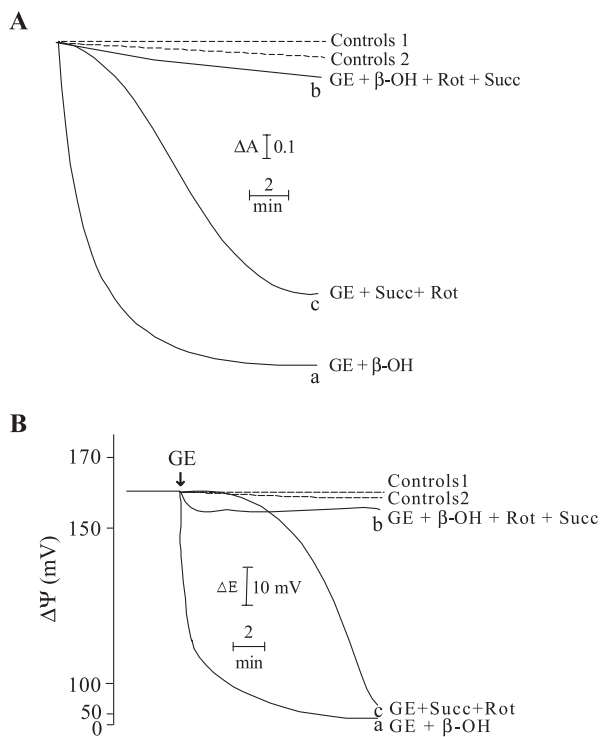 A
Controls 1
Controls 2
GE + β-OH + Rot + Succ
b
ΔA 0.1
2
min
GE + Succ+ Rot
c
GE + β-OH
a
B
170
GE
Controls1
Controls2
GE + β-OH + Rot + Succ
b
150
ΔΨ (mV)
ΔE 10 mV
2
min
100
50
0
c
GE+Succ+Rot
a
GE + β-OH